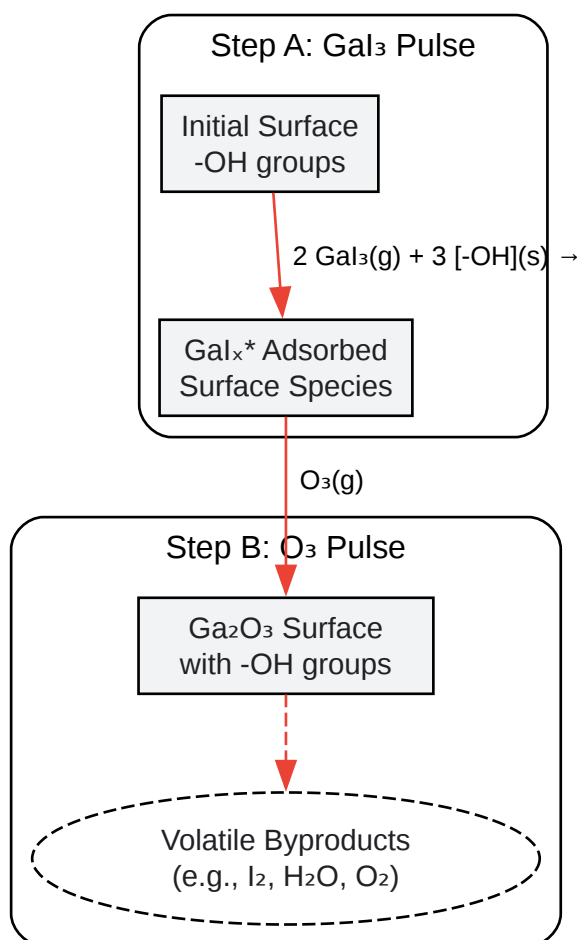 Step A: GaI₃ Pulse
Initial Surface
-OH groups
2 GaI₃(g) + 3 [-OH](s) →
GaIₓ* Adsorbed
Surface Species
O₃(g)
Step B: O₃ Pulse
Ga₂O₃ Surface
with -OH groups
Volatile Byproducts
(e.g., I₂, H₂O, O₂)